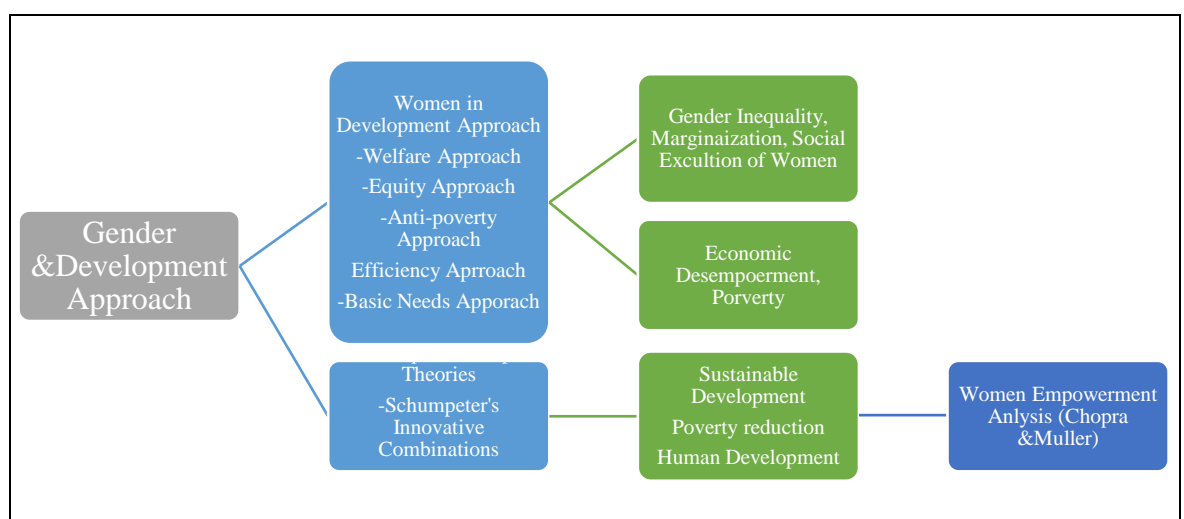 Gender
&Development
Approach
Women in
Development Approach
-Welfare Approach
-Equity Approach
-Anti-poverty
Approach
Efficiency Aprroach
-Basic Needs Apporach
Theories
-Schumpeter's
Innovative
Combinations
Gender Inequality,
Marginaization, Social
Excultion of Women
Economic
Desempoerment,
Porverty
Sustainable
Development
Poverty reduction
Human Development
Women Empowerment
Anlysis (Chopra
&Muller)